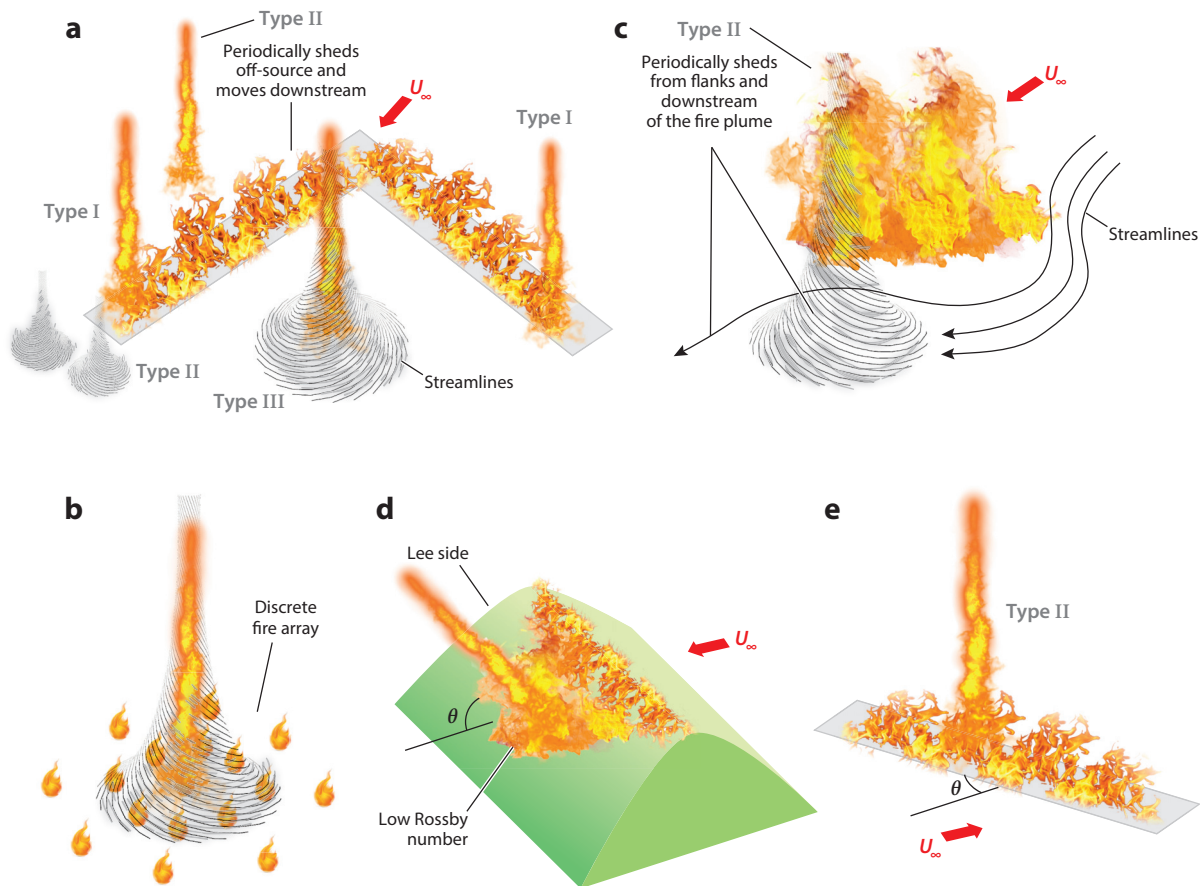 a
Type II
Periodically sheds
off-source and
moves downstream
U∞
Type I
Type I
Type II
Type III
Streamlines
c
Type II
Periodically sheds
from flanks and
downstream
of the fire plume
U∞
Streamlines
b
Discrete
fire array
d
Lee side
U∞
θ
Low Rossby
number
e
Type II
θ
U∞